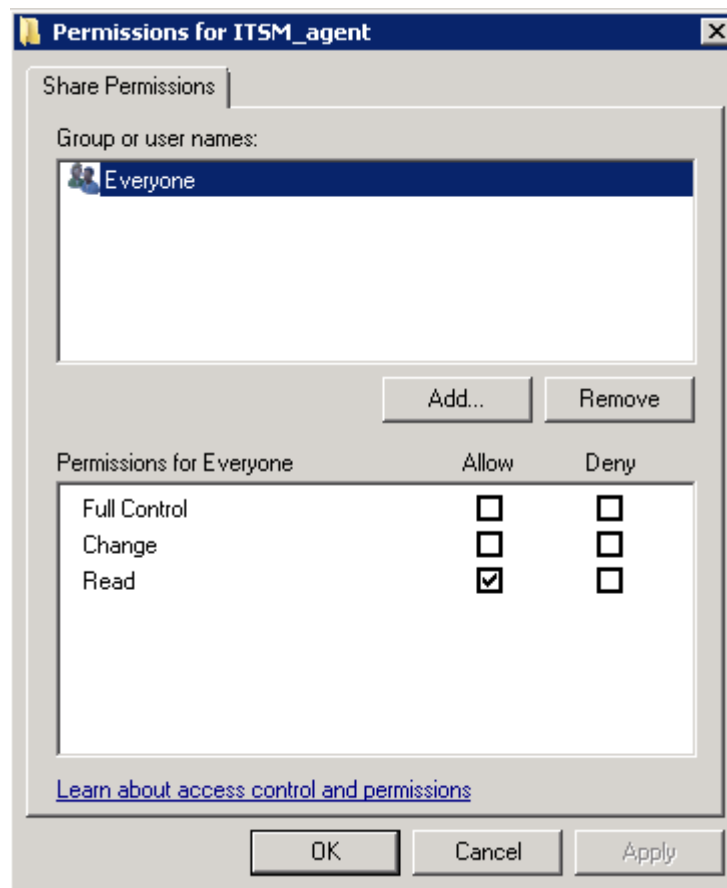 Permissions for ITSM_agent
Share Permissions
Group or user names:
Everyone
Add... Remove
Permissions for Everyone Allow Deny
Full Control
Change
Read
Learn about access control and permissions
OK Cancel Apply